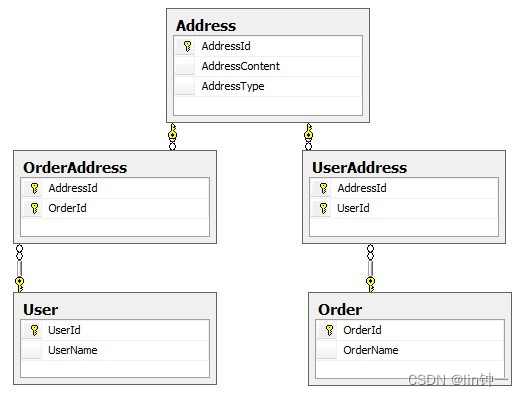 Address
AddressId
AddressContent
AddressType
OrderAddress
AddressId
OrderId
UserAddress
AddressId
UserId
User
UserId
UserName
Order
OrderId
OrderName
CSDN @lin钟一